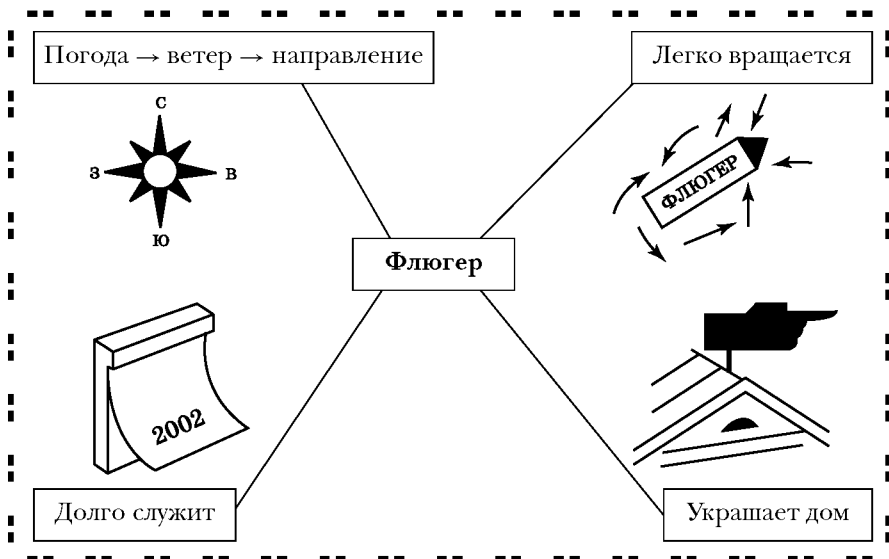 Погода → ветер → направление
Легко вращается
С
З
В
Ю
ФЛЮГЕР
Флюгер
2002
Долго служит
Украшает дом